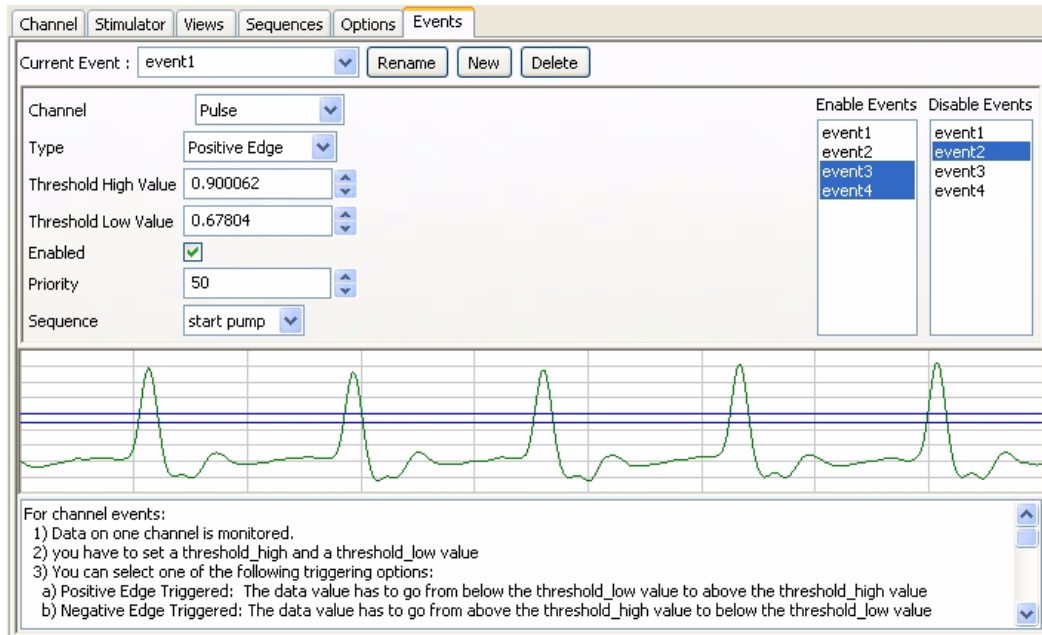 Channel Stimulator Views Sequences Options Events
Current Event : event1 Rename New Delete
Channel Pulse
Type Positive Edge
Threshold High Value 0.900062
Threshold Low Value 0.67804
Enabled
Priority 50
Sequence start pump
Enable Events Disable Events
event1 event1
event2 event2
event3 event3
event4 event4
For channel events:
1) Data on one channel is monitored.
2) you have to set a threshold_high and a threshold_low value
3) You can select one of the following triggering options:
a) Positive Edge Triggered: The data value has to go from below the threshold_low value to above the threshold_high value
b) Negative Edge Triggered: The data value has to go from above the threshold_high value to below the threshold_low value